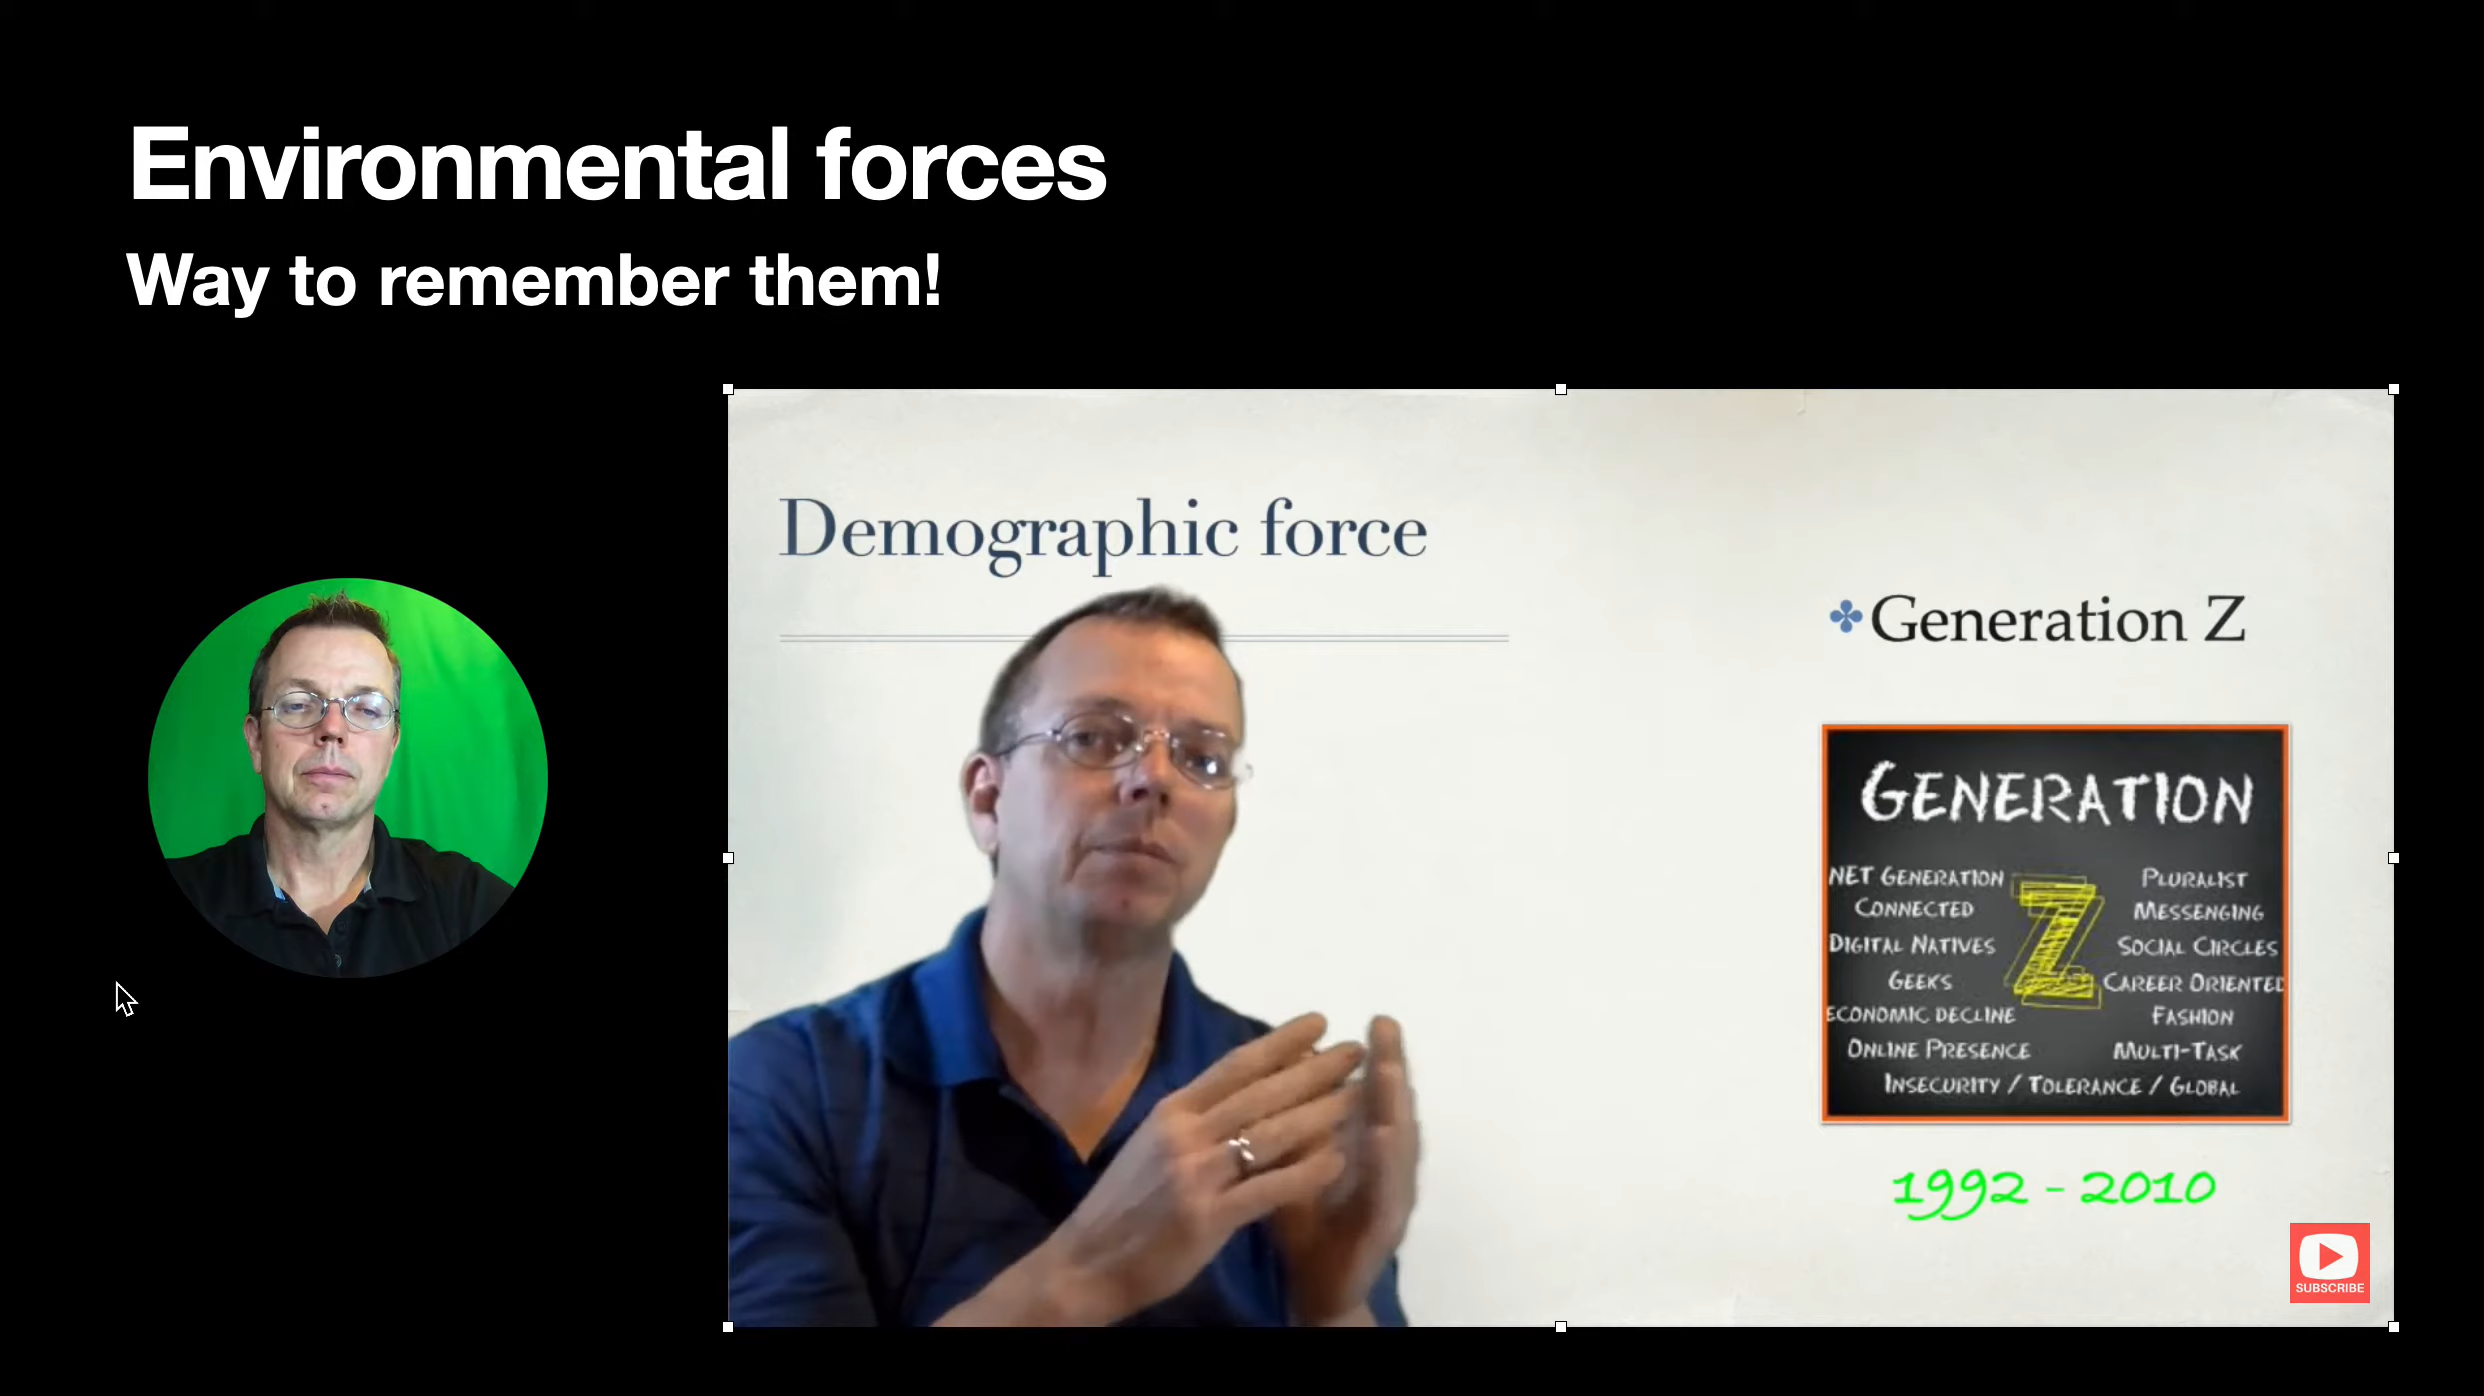 Environmental forces
Way to remember them!
Demographic force
Generation Z
GENERATION
NET GENERATION
CONNECTED
DIGITAL NATIVES
GEEKS
ECONOMIC DECLINE
ONLINE PRESENCE
Z
PLURALIST
MESSENGING
SOCIAL CIRCLES
CAREER ORIENTED
FASHION
MULTI-TASK
INSECURITY / TOLERANCE / GLOBAL
1992 - 2010
SUBSCRIBE